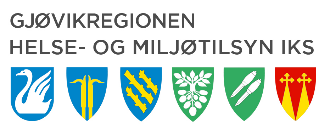 GJØVIKREGIONEN
HELSE- OG MILJØTILSYN IKS